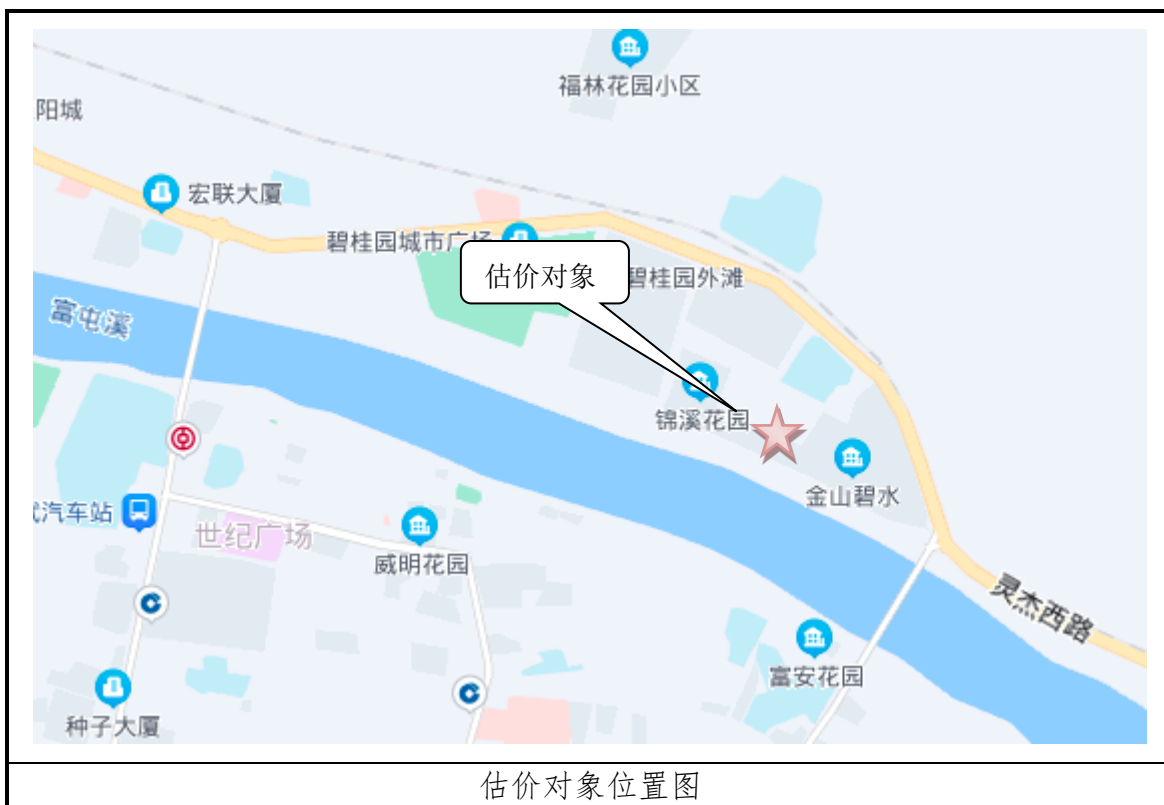 福林花园小区
阳城
宏联大厦
碧桂园城市广场
估价对象
碧桂园外滩
富屯溪
锦溪花园
金山碧水
汽车站
世纪广场
威明花园
灵杰西路
富安花园
种子大厦
估价对象位置图